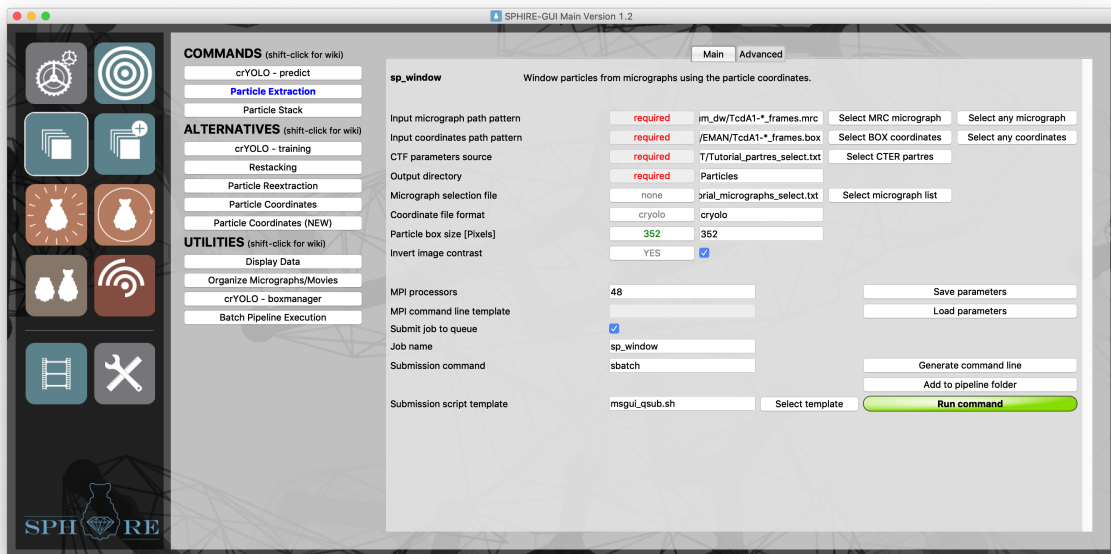 SPHIRE-GUI Main Version 1.2
COMMANDS (shift-click for wiki)
crYOLO - predict
Particle Extraction
Particle Stack
ALTERNATIVES (shift-click for wiki)
crYOLO - training
Restacking
Particle Reextraction
Particle Coordinates
Particle Coordinates (NEW)
UTILITIES (shift-click for wiki)
Display Data
Organize Micrographs/Movies
crYOLO - boxmanager
Batch Pipeline Execution
SPHIRE
Main Advanced
sp_window Window particles from micrographs using the particle coordinates.
Input micrograph path pattern required um_dw/TcdA1-*_frames.mrc Select MRC micrograph Select any micrograph
Input coordinates path pattern required /EMAN/TcdA1-*_frames.box Select BOX coordinates Select any coordinates
CTF parameters source required T/Tutorial_partres_select.txt Select CTER partres
Output directory required Particles
Micrograph selection file none orial_micrographs_select.txt Select micrograph list
Coordinate file format cryolo cryolo
Particle box size [Pixels] 352 352
Invert image contrast YES
MPI processors 48 Save parameters
MPI command line template Load parameters
Submit job to queue
Job name sp_window
Submission command sbatch Generate command line
Add to pipeline folder
Submission script template msgui_qsub.sh Select template Run command